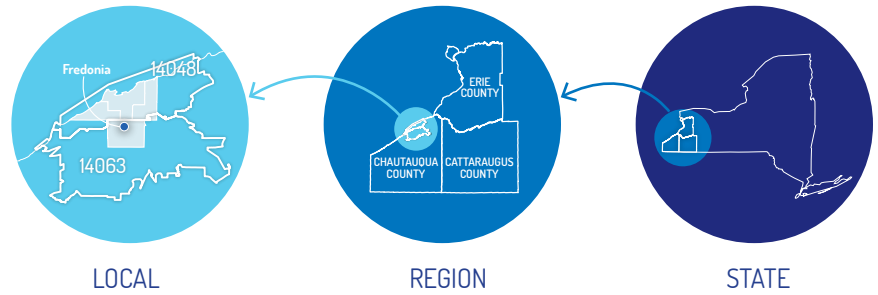 Fredonia
14048
14063
LOCAL
ERIE
COUNTY
CHAUTAUQUA
COUNTY
CATTARAUGUS
COUNTY
REGION
STATE